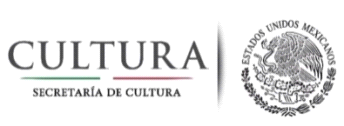 CULTURA
SECRETARÍA DE CULTURA
ESTADOS UNIDOS MEXICANOS